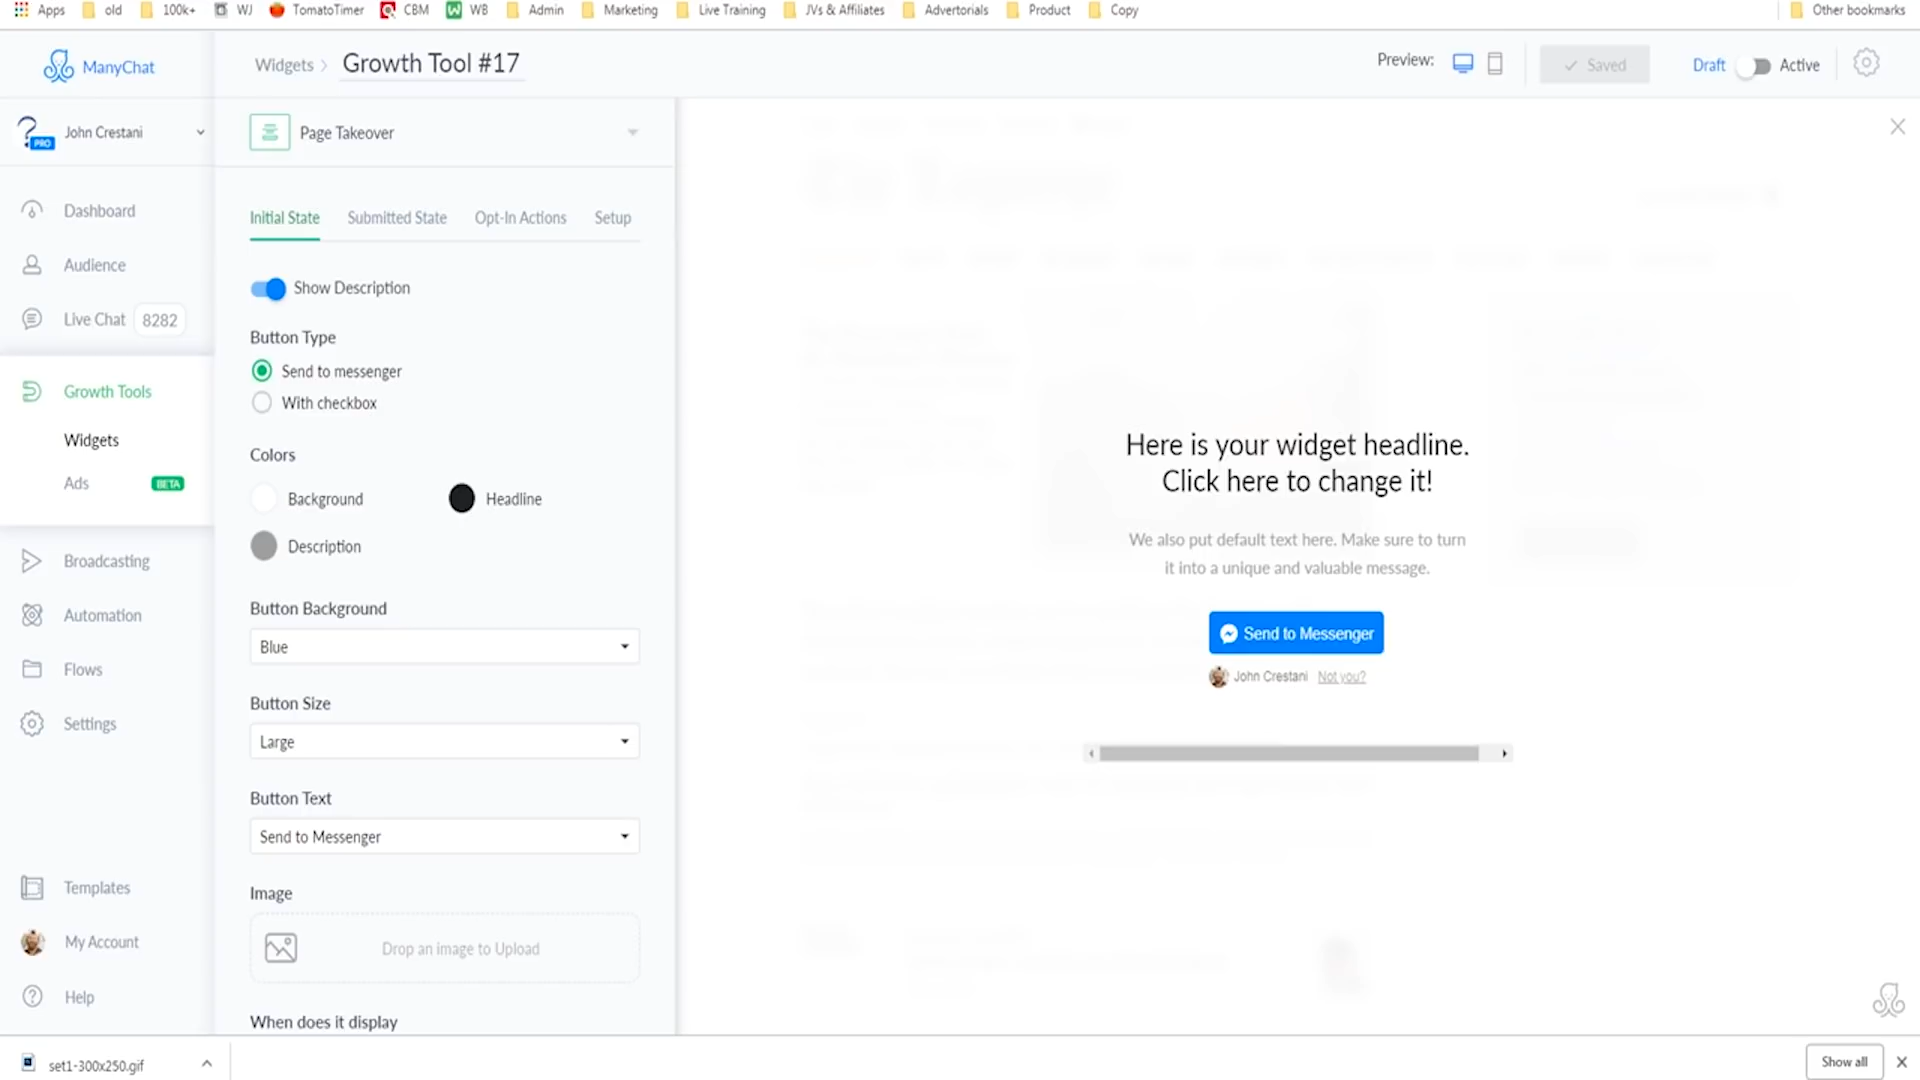 Apps old 100k+ WJ TomatoTimer CBM WB Admin Marketing Live Training JVs & Affiliates Advertorials Product Copy Other bookmarks
ManyChat
Widgets Growth Tool #17
Preview:
Saved
Draft Active
John Crestani
PRO
Dashboard
Audience
Live Chat 8282
Growth Tools
Widgets
Ads BETA
Broadcasting
Automation
Flows
Settings
Templates
My Account
Help
Page Takeover
Initial State Submitted State Opt-In Actions Setup
Show Description
Button Type
Send to messenger
With checkbox
Colors
Background Headline
Description
Button Background
Blue
Button Size
Large
Button Text
Send to Messenger
Image
Drop an image to Upload
When does it display
Here is your widget headline.
Click here to change it!
We also put default text here. Make sure to turn
it into a unique and valuable message.
Send to Messenger
John Crestani Not you?
set1-300x250.gif
Show all